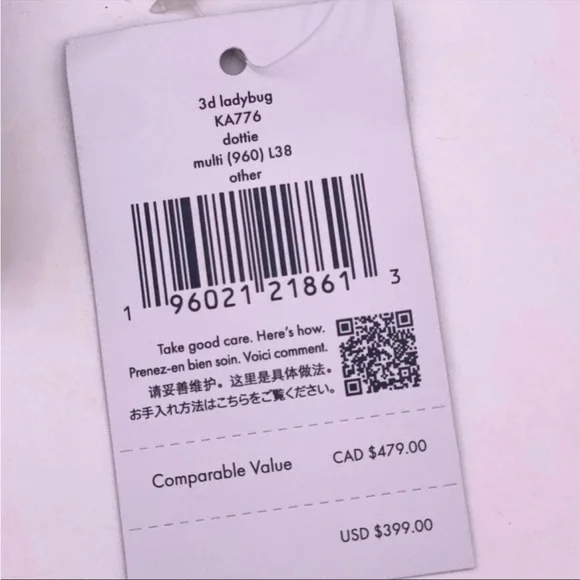 3d ladybug
KA776
dottie
multi (960) L38
other
1 96021 21861 3
Take good care. Here's how.
Prenez-en bien soin. Voici comment.
请妥善维护。这里是具体做法。
お手入れ方法はこちらをご覧ください。
Comparable Value CAD $479.00
USD $399.00